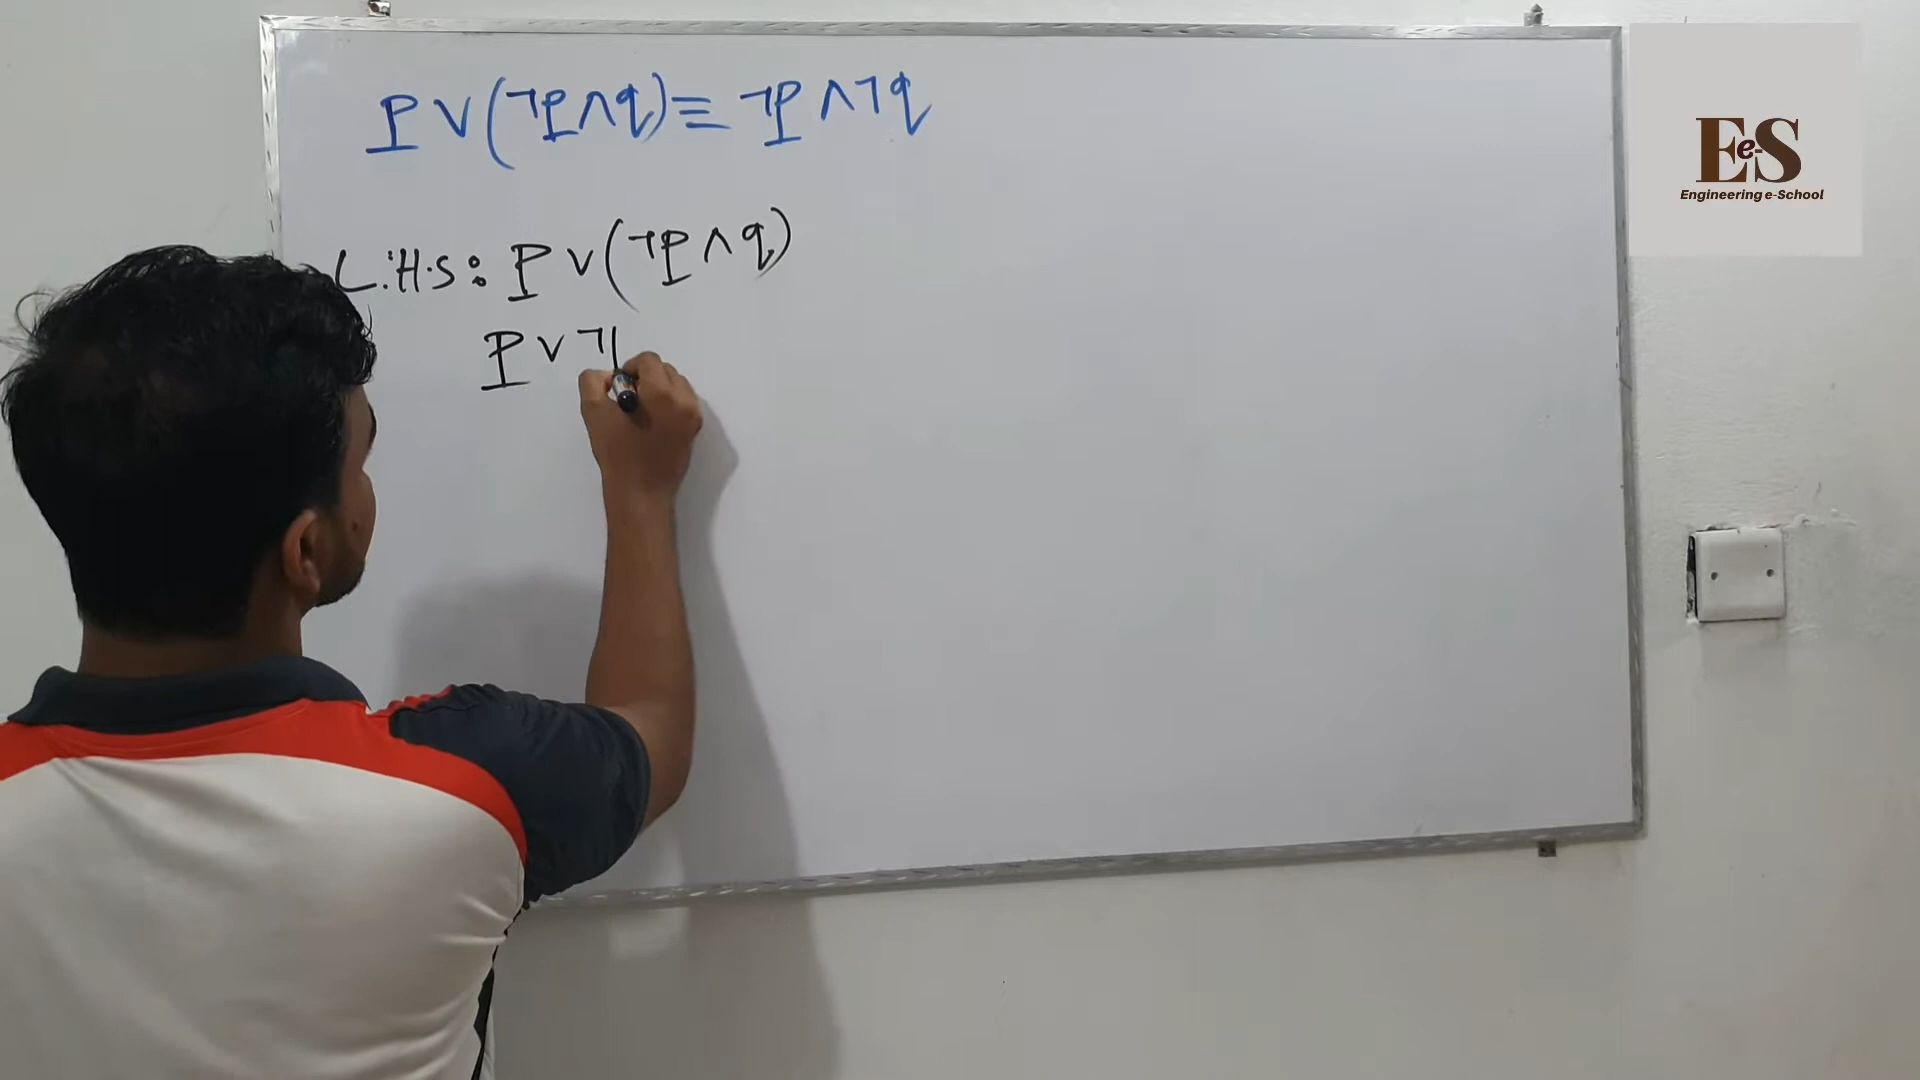 P ∨ (¬P ∧ q) ≡ ¬P ∧ ¬q
EeS
Engineering e-School
L.H.S: P ∨ (¬P ∧ q)
P ∨ ¬